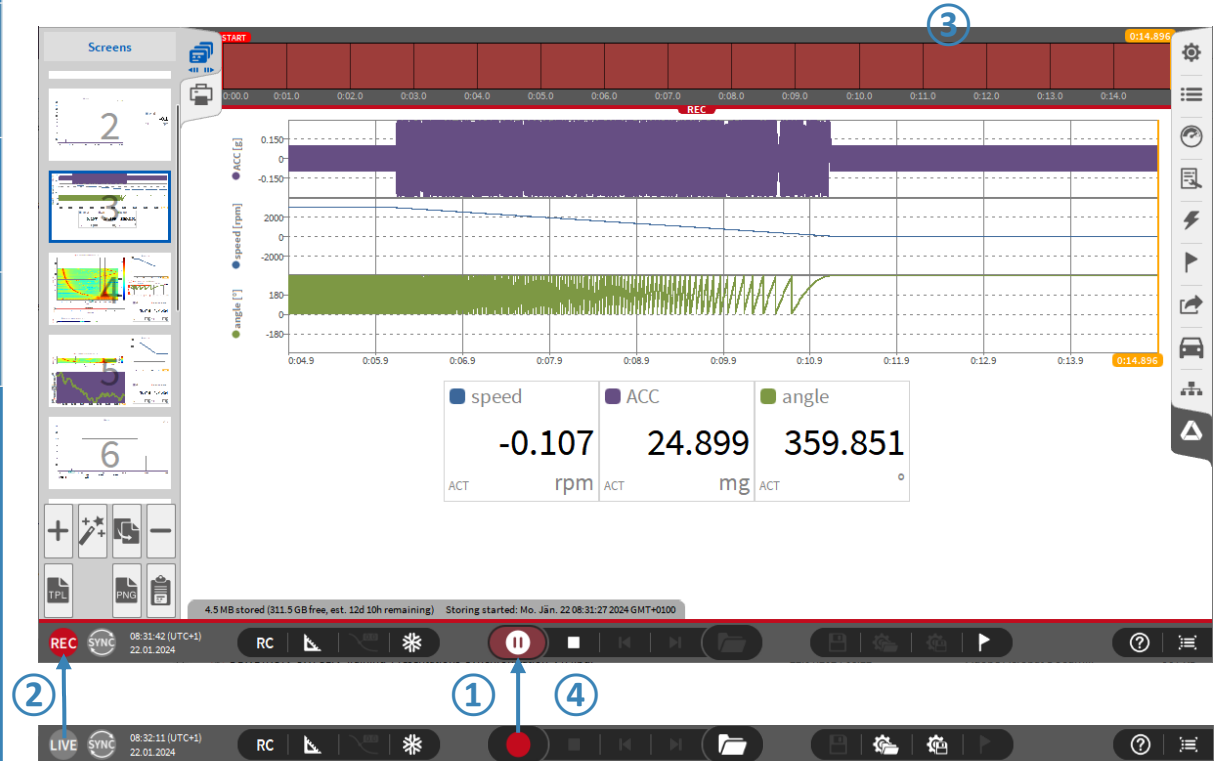 ③
Screens
START
0:14.896
0:00.0 0:01.0 0:02.0 0:03.0 0:04.0 0:05.0 0:06.0 0:07.0 0:08.0 0:09.0 0:10.0 0:11.0 0:12.0 0:13.0 0:14.0
REC
2
3
4
5
6
ACC [g]
0.150
0
-0.150
speed [rpm]
2000
0
-2000
angle [°]
180
0
-180
0:04.9 0:05.9 0:06.9 0:07.9 0:08.9 0:09.9 0:10.9 0:11.9 0:12.9 0:13.9 0:14.896
speed
-0.107
ACT rpm
ACC
24.899
ACT mg
angle
359.851
ACT °
TPL
PNG
4.5 MB stored (311.5 GB free, est. 12d 10h remaining) Storing started: Mo. Jän. 22 08:31:27 2024 GMT+0100
REC SYNC 08:31:42 (UTC+1)
22.01.2024
RC
② ① ④
LIVE SYNC 08:32:11 (UTC+1)
22.01.2024
RC